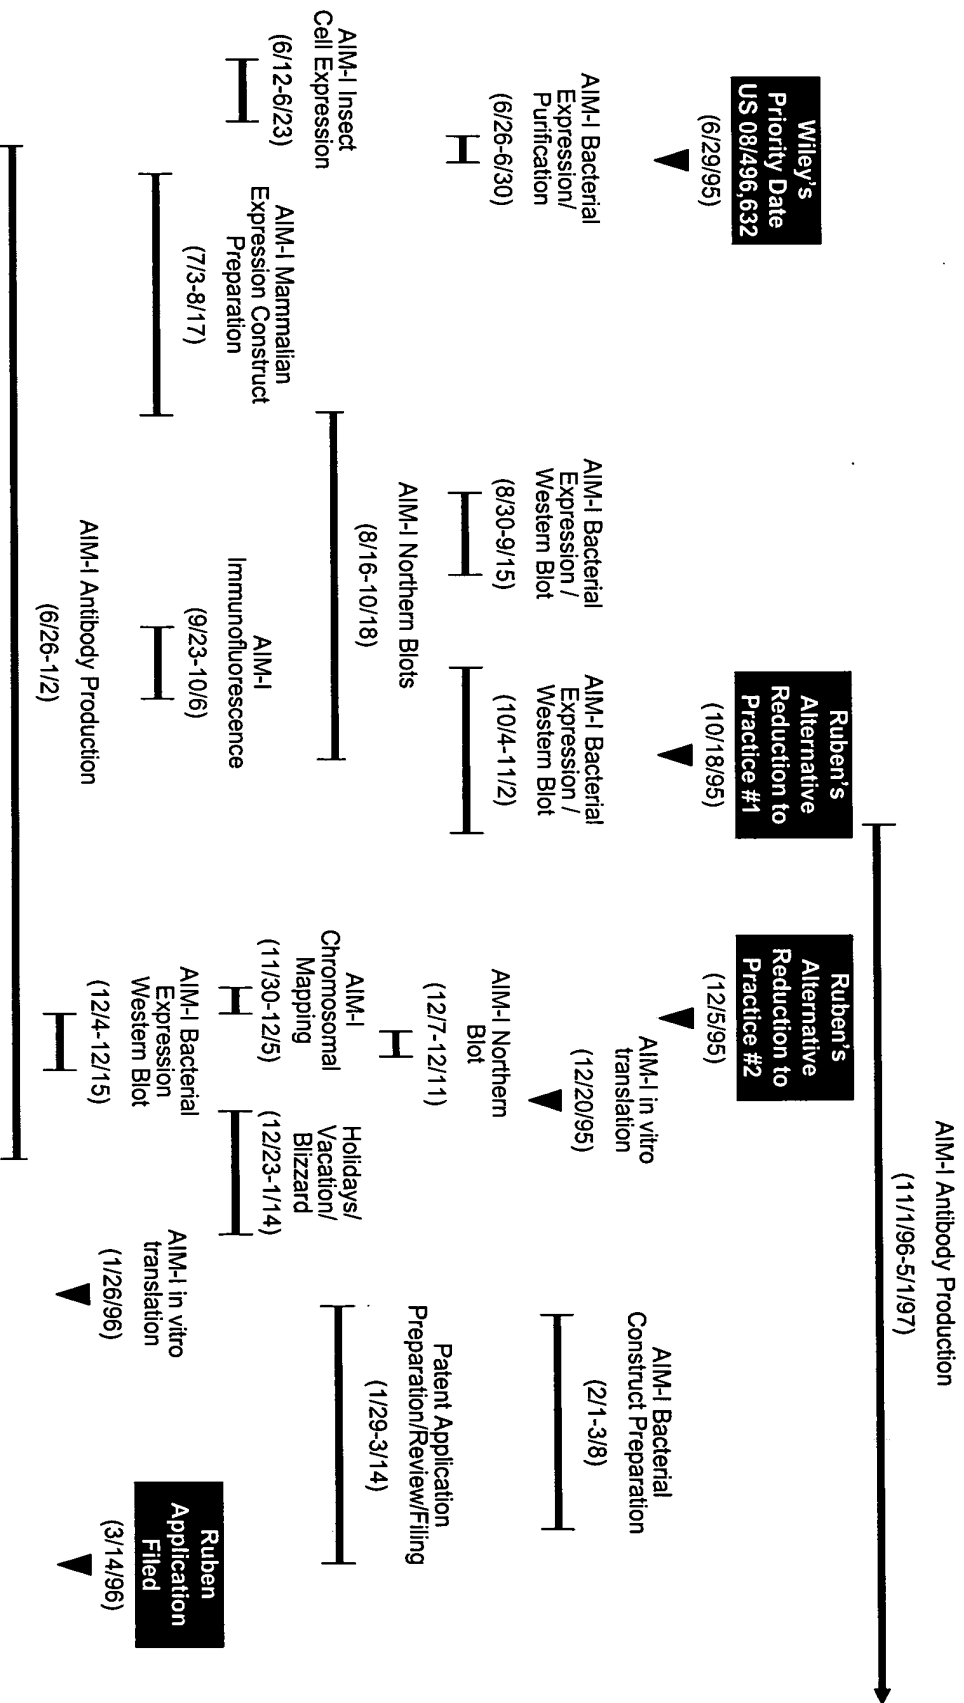 AIM-I Antibody Production
(11/1/96-5/1/97)
Wiley's
Priority Date
US 08/496,632
(6/29/95)
Ruben's
Alternative
Reduction to
Practice #1
(10/18/95)
Ruben's
Alternative
Reduction to
Practice #2
(12/5/95)
AIM-I Bacterial
Expression/
Purification
(6/26-6/30)
AIM-I Bacterial
Expression /
Western Blot
(8/30-9/15)
AIM-I Bacterial
Expression /
Western Blot
(10/4-11/2)
AIM-I in vitro
translation
(12/20/95)
AIM-I Bacterial
Construct Preparation
(2/1-3/8)
AIM-I Northern
Blot
(12/7-12/11)
AIM-I Northern Blots
(8/16-10/18)
Patent Application
Preparation/Review/Filing
(1/29-3/14)
AIM-I Insect
Cell Expression
(6/12-6/23)
AIM-I Mammalian
Expression Construct
Preparation
(7/3-8/17)
AIM-I
Immunofluorescence
(9/23-10/6)
AIM-I
Chromosomal
Mapping
(11/30-12/5)
Holidays/
Vacation/
Blizzard
(12/23-1/14)
AIM-I Antibody Production
(6/26-1/2)
AIM-I Bacterial
Expression
Western Blot
(12/4-12/15)
AIM-I in vitro
translation
(1/26/96)
Ruben
Application
Filed
(3/14/96)